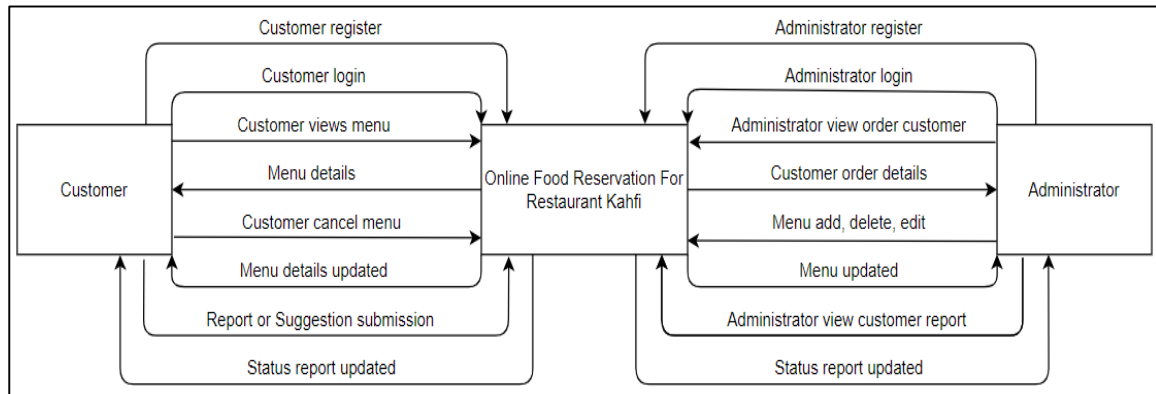 Customer register
Administrator register
Customer login
Administrator login
Customer views menu
Administrator view order customer
Customer
Menu details
Online Food Reservation For
Restaurant Kahfi
Customer order details
Administrator
Customer cancel menu
Menu add, delete, edit
Menu details updated
Menu updated
Report or Suggestion submission
Administrator view customer report
Status report updated
Status report updated